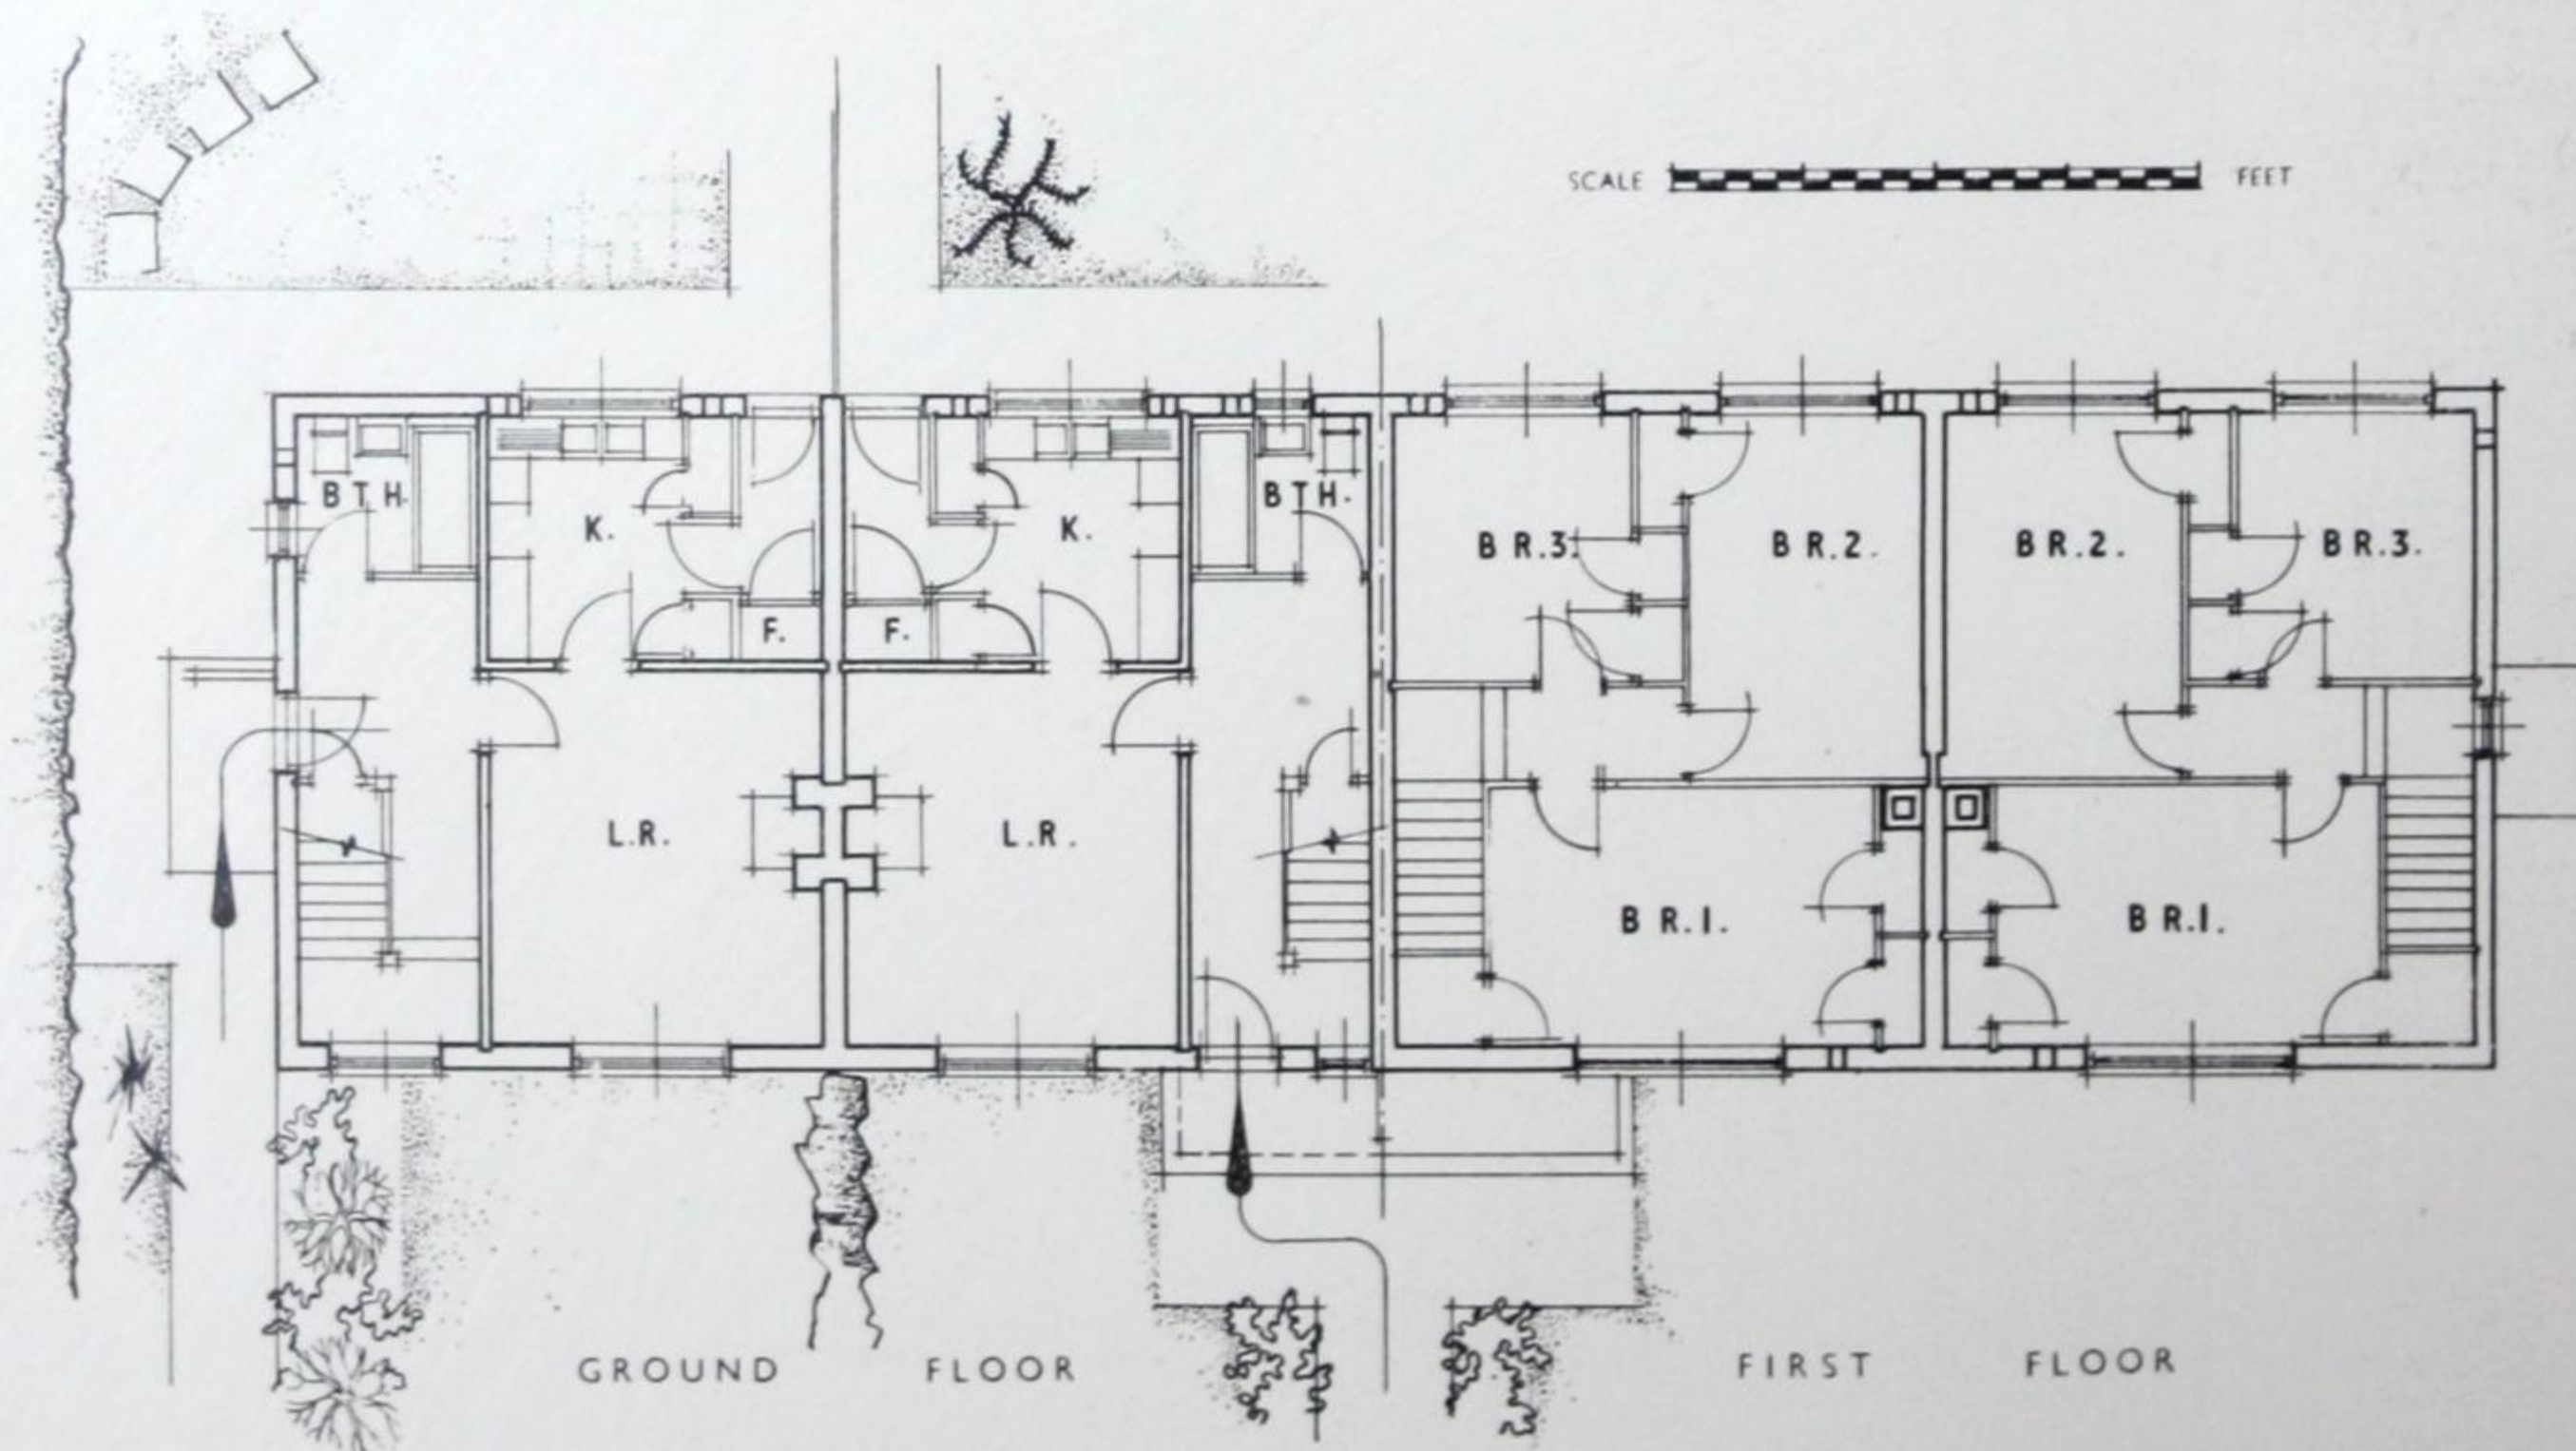 SCALE FEET
BTH. K. K. BTH. BR.3. BR.2. BR.2. BR.3.
F. F.
L.R. L.R. BR.1. BR.1.
GROUND FLOOR FIRST FLOOR